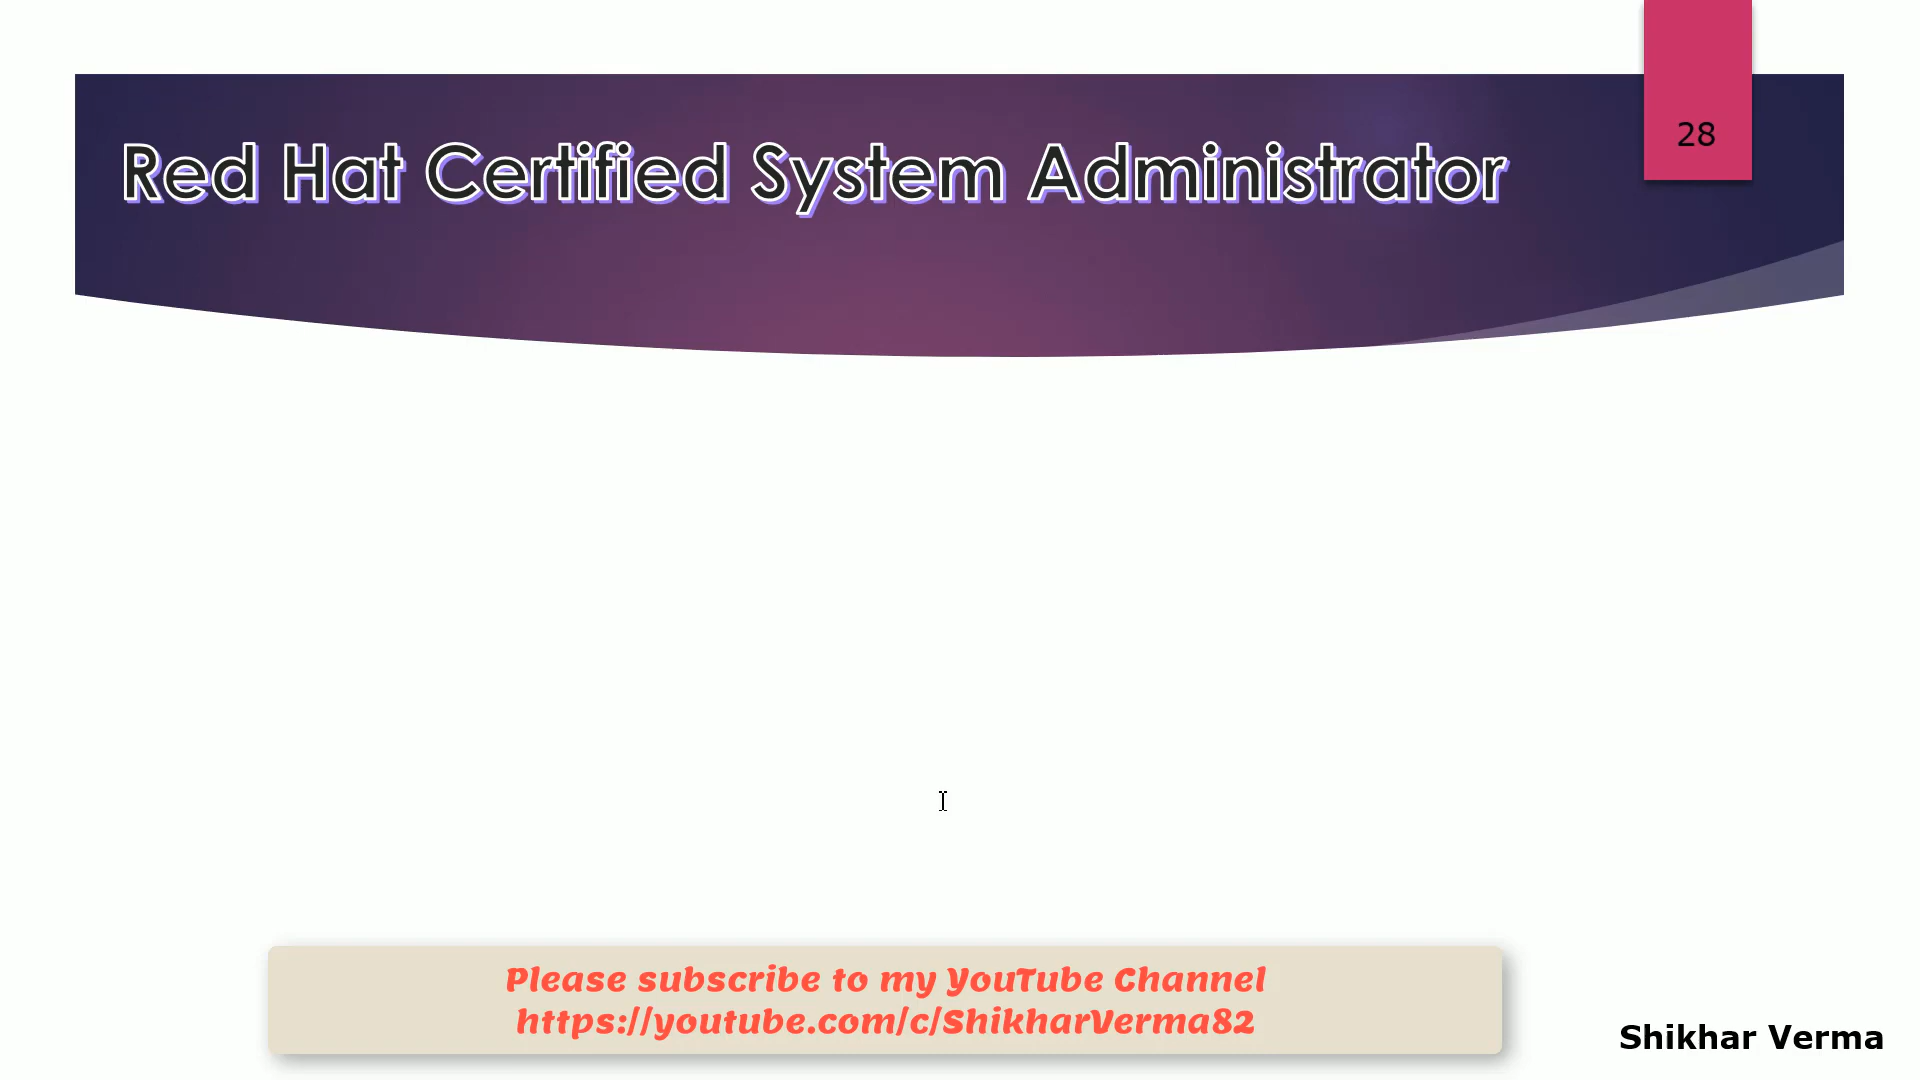 28
Red Hat Certified System Administrator
Please subscribe to my YouTube Channel
https://youtube.com/c/ShikharVerma82
Shikhar Verma